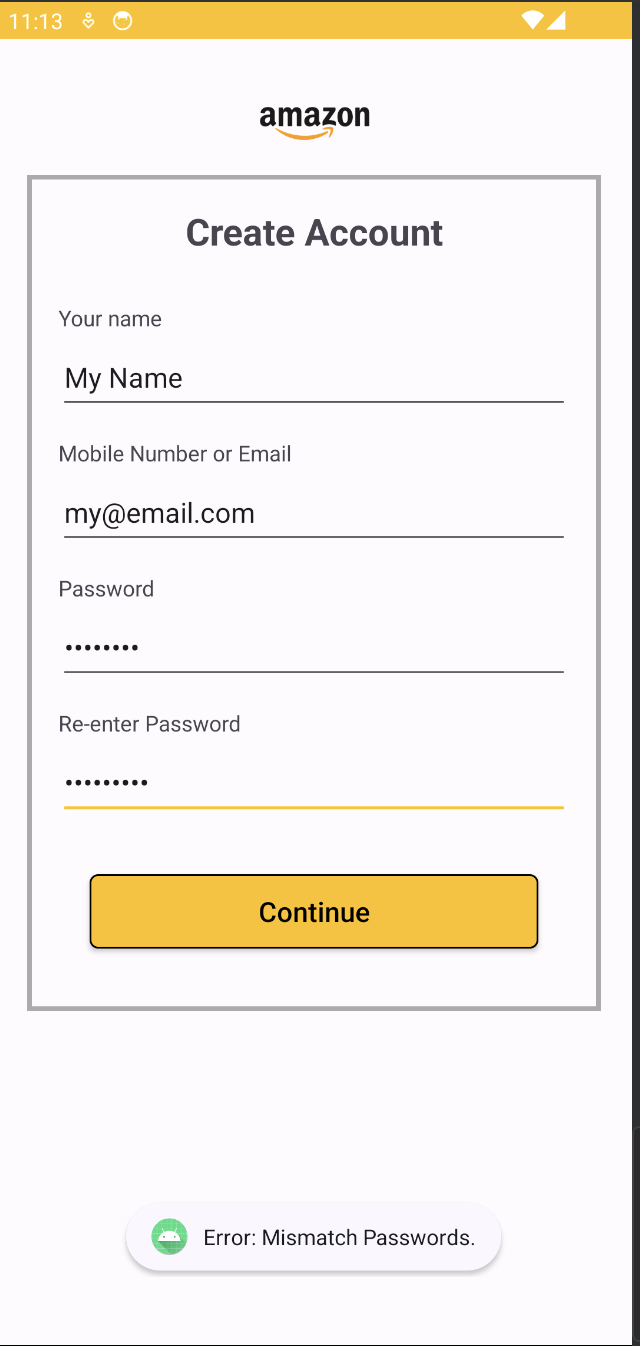 11:13
amazon
Create Account
Your name
My Name
Mobile Number or Email
my@email.com
Password
••••••••
Re-enter Password
•••••••••
Continue
Error: Mismatch Passwords.